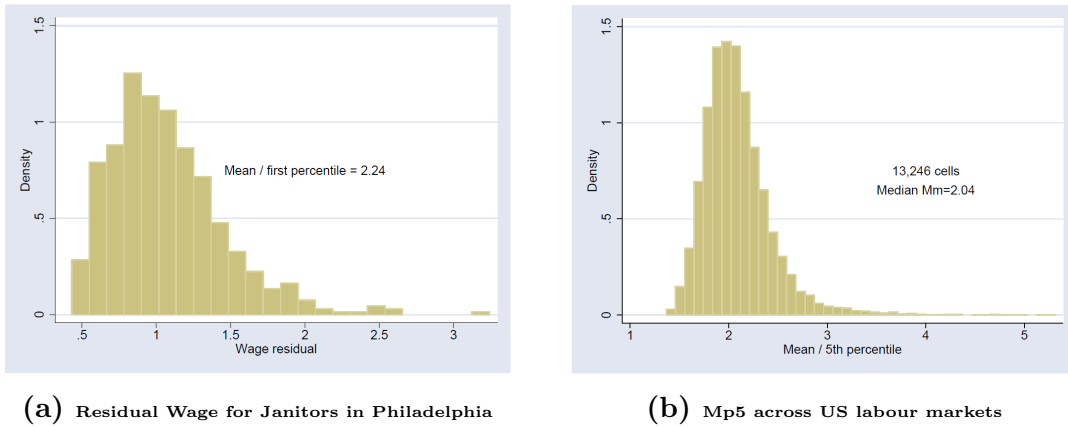 1.5
1
.5
0
Density
Mean / first percentile = 2.24
.5 1 1.5 2 2.5 3
Wage residual
(a) Residual Wage for Janitors in Philadelphia
1.5
1
.5
0
Density
13,246 cells
Median Mm=2.04
1 2 3 4 5
Mean / 5th percentile
(b) Mp5 across US labour markets